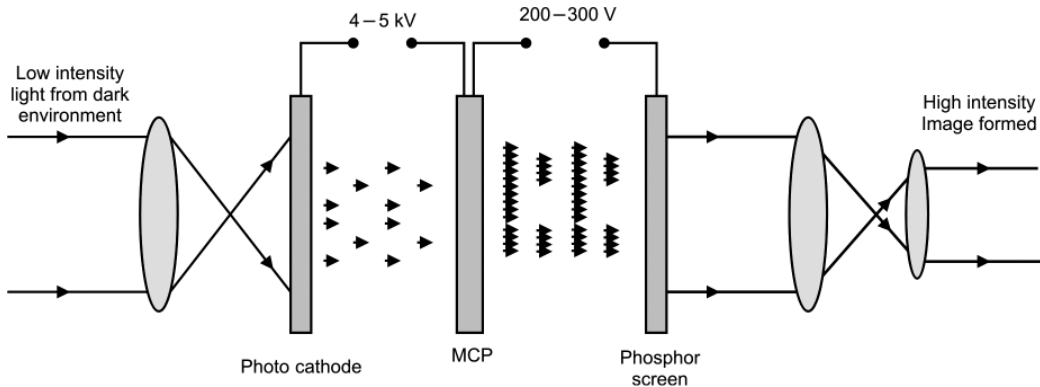 4–5 kV
200–300 V
Low intensity
light from dark
environment
High intensity
Image formed
Photo cathode
MCP
Phosphor
screen